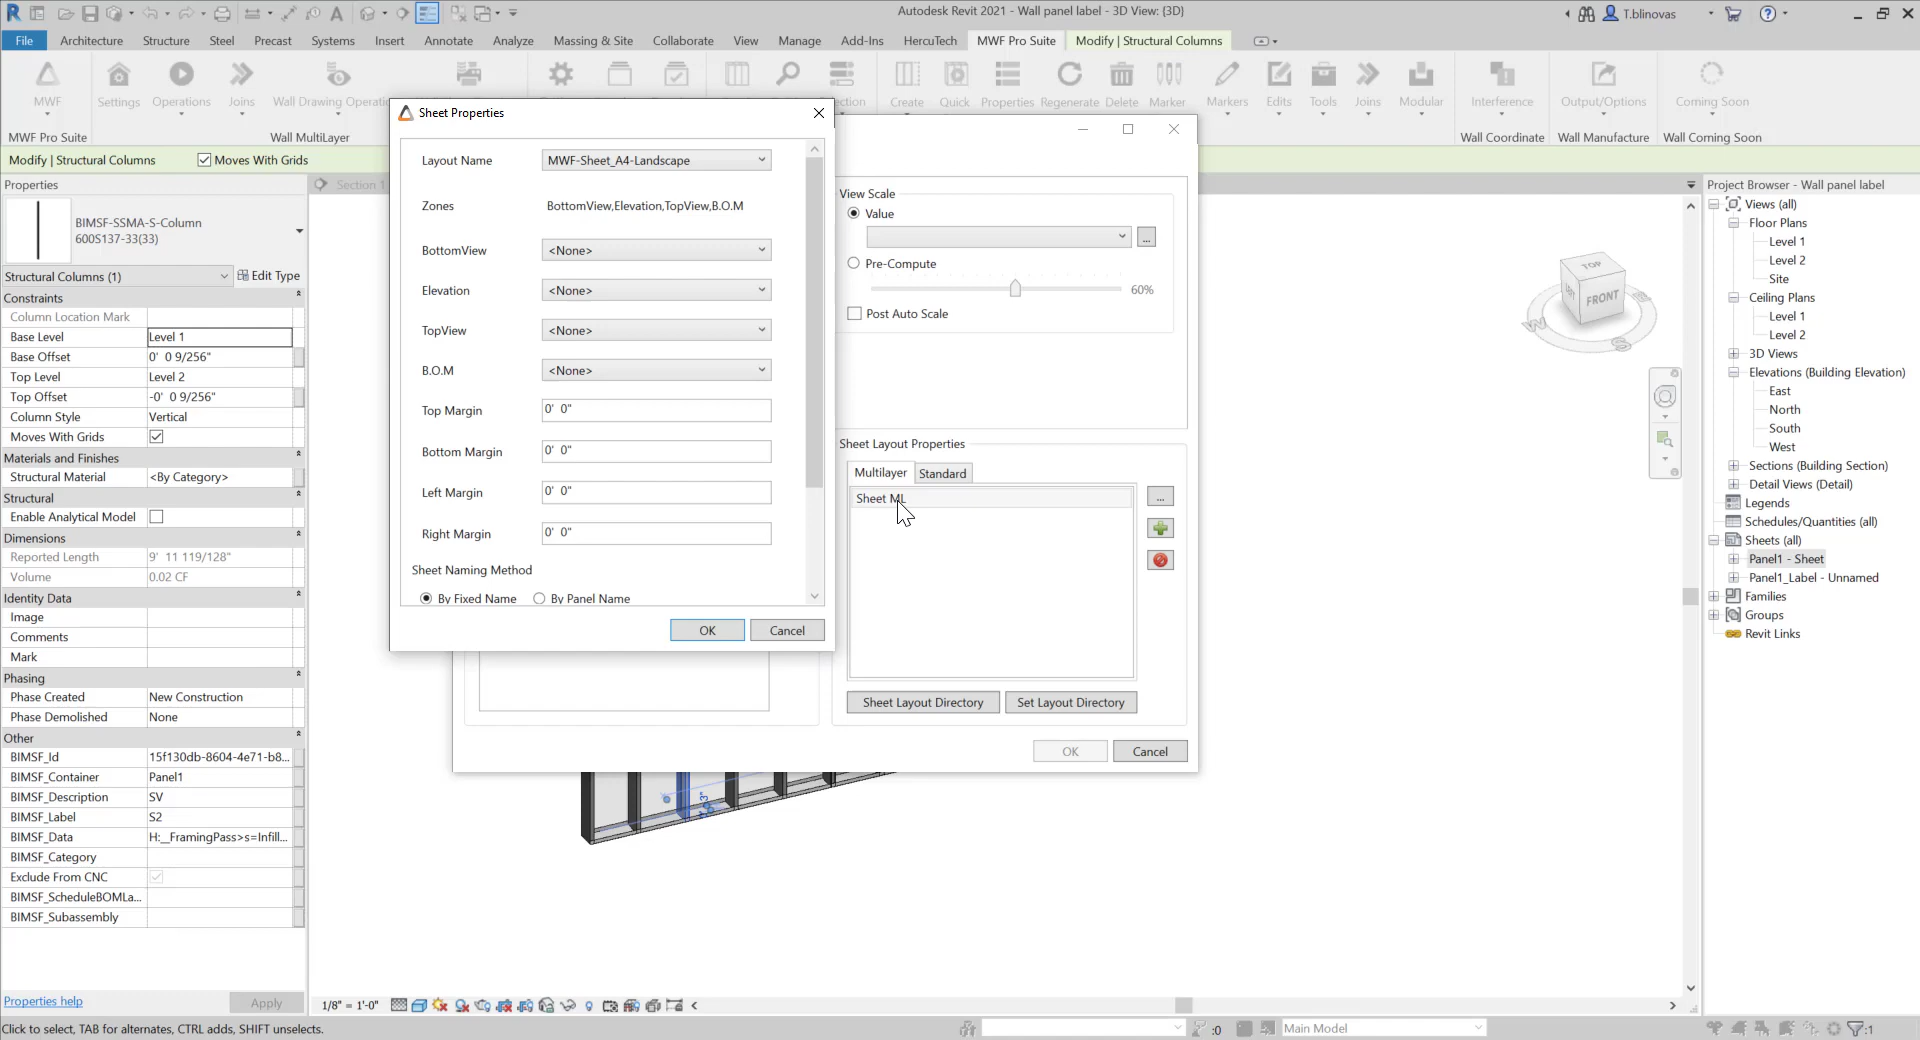 Autodesk Revit 2021 - Wall panel label - 3D View: {3D}
T.blinovas
File Architecture Structure Steel Precast Systems Insert Annotate Analyze Massing & Site Collaborate View Manage Add-Ins HercuTech MWF Pro Suite Modify | Structural Columns
MWF Settings Operations Joins Wall Drawing Operatio Create Quick Properties Regenerate Delete Marker Markers Edits Tools Joins Modular Interference Output/Options Coming Soon
MWF Pro Suite Wall MultiLayer Wall Coordinate Wall Manufacture Wall Coming Soon
Modify | Structural Columns Moves With Grids
Properties
BIMSF-SSMA-S-Column
600S137-33(33)
Structural Columns (1) Edit Type
Constraints
Column Location Mark
Base Level Level 1
Base Offset 0' 0 9/256"
Top Level Level 2
Top Offset -0' 0 9/256"
Column Style Vertical
Moves With Grids
Materials and Finishes
Structural Material <By Category>
Structural
Enable Analytical Model
Dimensions
Reported Length 9' 11 119/128"
Volume 0.02 CF
Identity Data
Image
Comments
Mark
Phasing
Phase Created New Construction
Phase Demolished None
Other
BIMSF_Id 15f130db-8604-4e71-b8...
BIMSF_Container Panel1
BIMSF_Description SV
BIMSF_Label S2
BIMSF_Data H:__FramingPass>s=Infill...
BIMSF_Category
Exclude From CNC
BIMSF_ScheduleBOMLa...
BIMSF_Subassembly
Properties help Apply
Section 1
Sheet Properties
Layout Name MWF-Sheet_A4-Landscape
Zones BottomView,Elevation,TopView,B.O.M
BottomView <None>
Elevation <None>
TopView <None>
B.O.M <None>
Top Margin 0' 0"
Bottom Margin 0' 0"
Left Margin 0' 0"
Right Margin 0' 0"
Sheet Naming Method
By Fixed Name By Panel Name
OK Cancel
View Scale
Value
...
Pre-Compute
60%
Post Auto Scale
Sheet Layout Properties
Multilayer Standard
Sheet ML
...
Sheet Layout Directory Set Layout Directory
OK Cancel
TOP
FRONT
W
S
Project Browser - Wall panel label
Views (all)
Floor Plans
Level 1
Level 2
Site
Ceiling Plans
Level 1
Level 2
3D Views
Elevations (Building Elevation)
East
North
South
West
Sections (Building Section)
Detail Views (Detail)
Legends
Schedules/Quantities (all)
Sheets (all)
Panel1 - Sheet
Panel1_Label - Unnamed
Families
Groups
Revit Links
1/8" = 1'-0"
Click to select, TAB for alternates, CTRL adds, SHIFT unselects.
:0
Main Model
:1